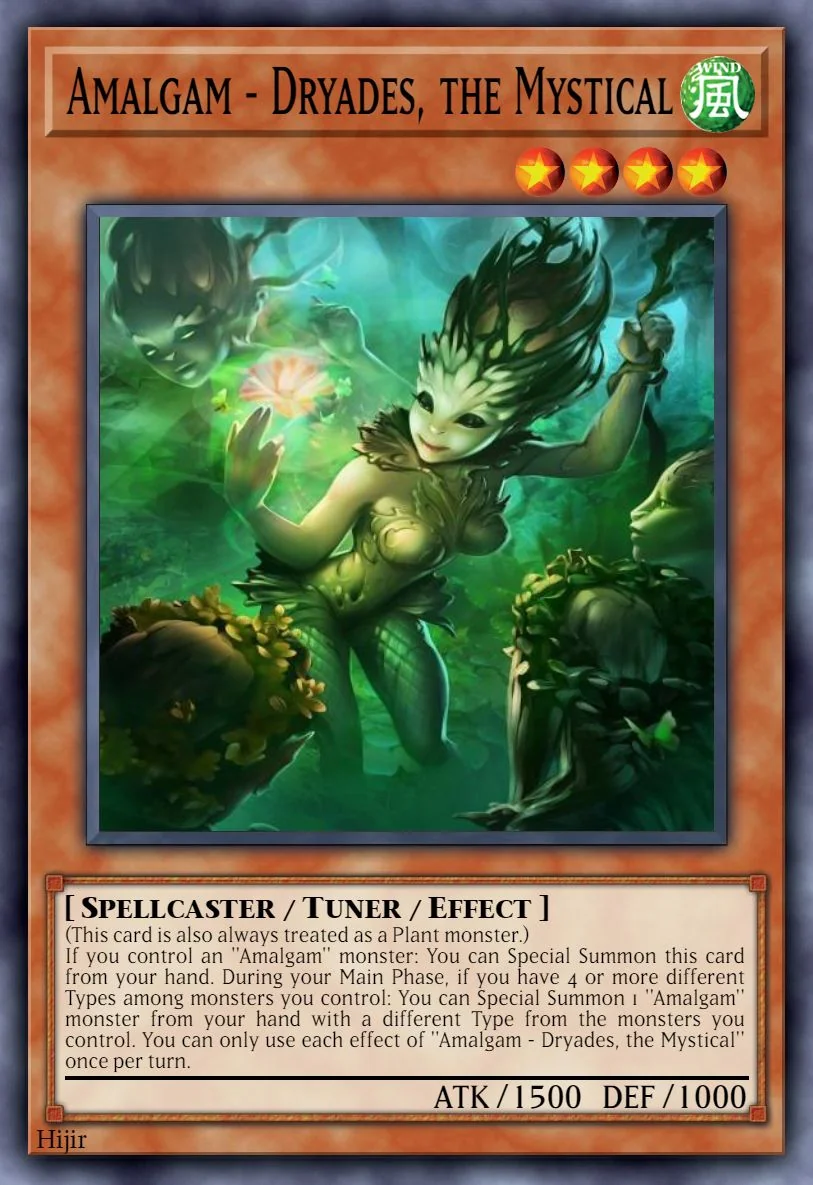 Amalgam - Dryades, the Mystical
WIND
風
[ Spellcaster / Tuner / Effect ]
(This card is also always treated as a Plant monster.)
If you control an "Amalgam" monster: You can Special Summon this card
from your hand. During your Main Phase, if you have 4 or more different
Types among monsters you control: You can Special Summon 1 "Amalgam"
monster from your hand with a different Type from the monsters you
control. You can only use each effect of "Amalgam - Dryades, the Mystical"
once per turn.
ATK / 1500 DEF / 1000
Hijir